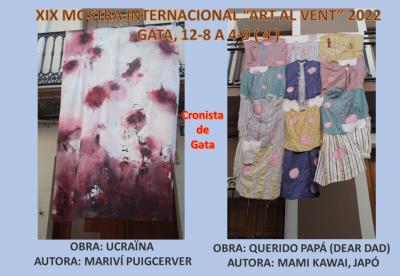 XIX MOSTRA INTERNACIONAL “ART AL VENT” 2022
GATA, 12-8 A 4-9 ( 4 )
Cronista
de
Gata
OBRA: UCRAÏNA
AUTORA: MARIVÍ PUIGCERVER
OBRA: QUERIDO PAPÁ (DEAR DAD)
AUTORA: MAMI KAWAI, JAPÓ